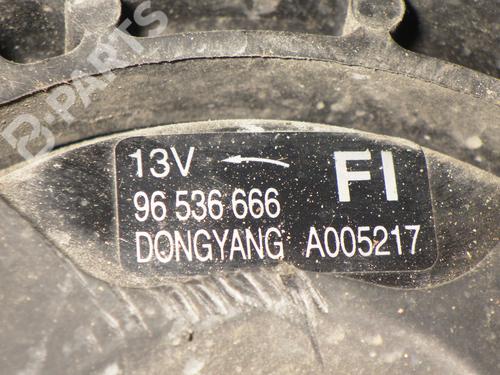 B-PARTS
13V FI
96 536 666
DONGYANG A005217